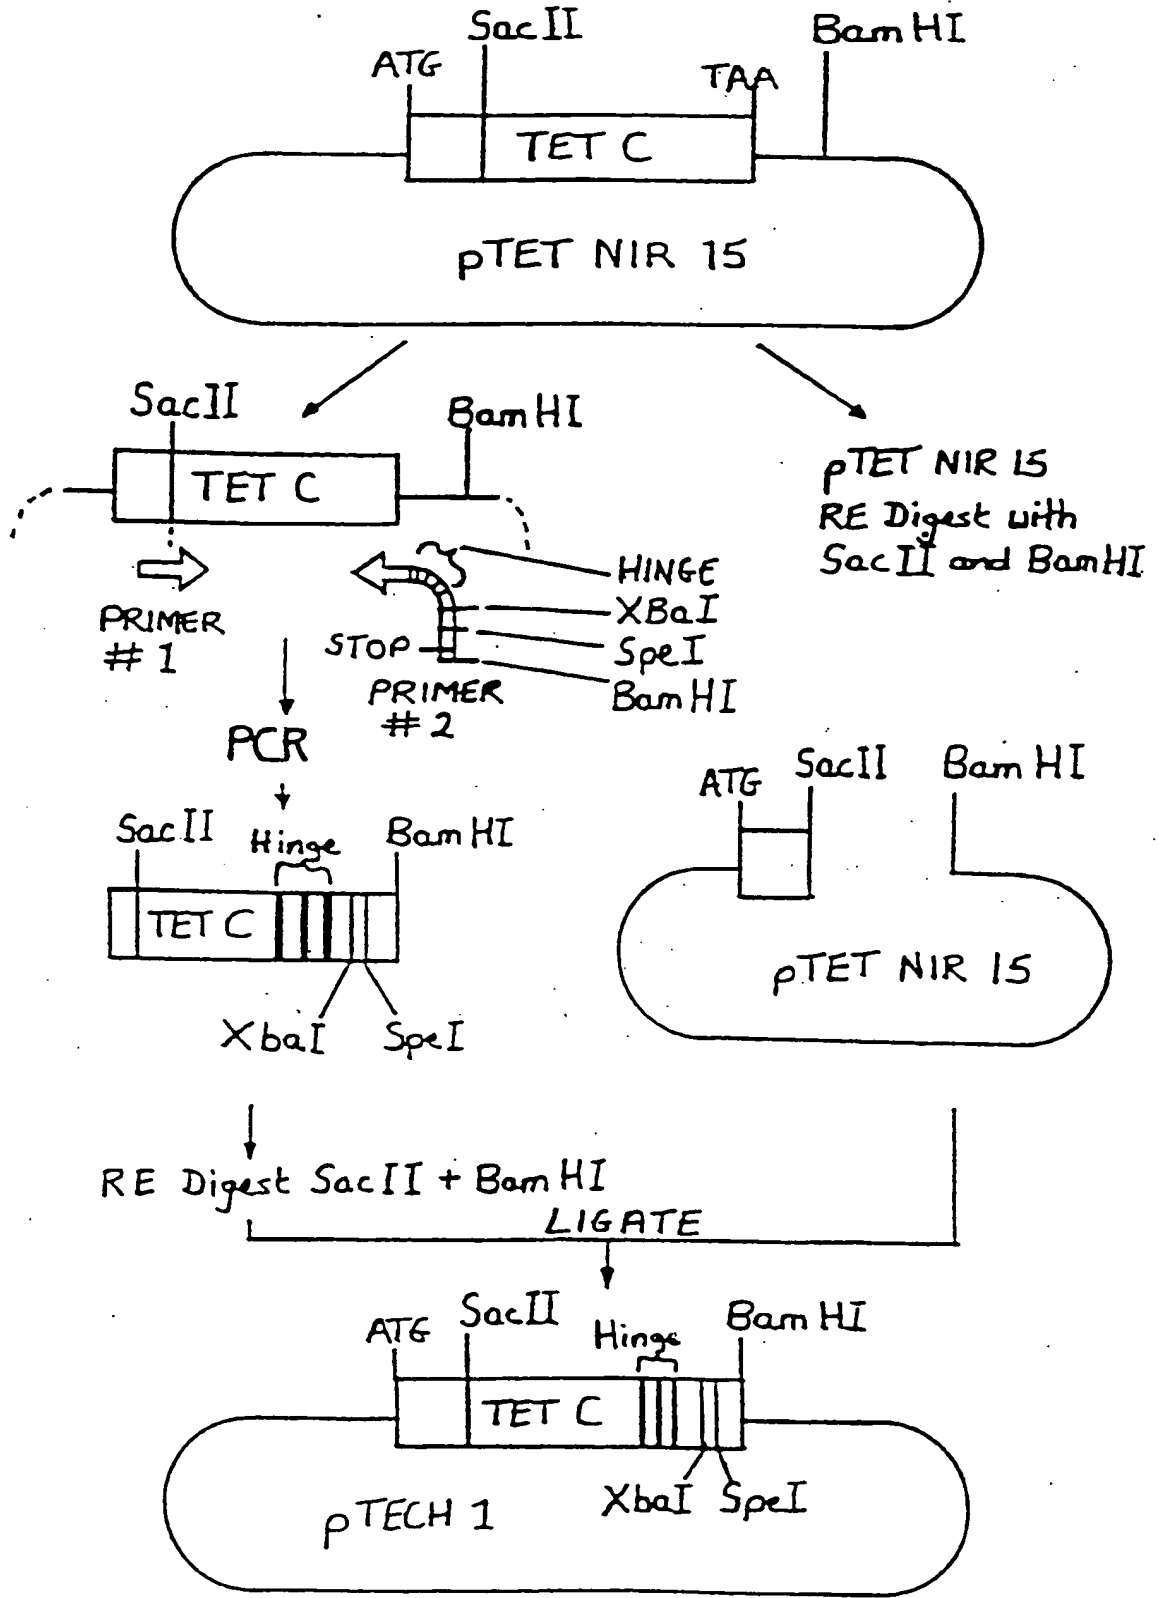 SacII
BamHI
ATG
TAA
TET C
pTET NIR 15
SacII
BamHI
TET C
pTET NIR 15
RE Digest with
SacII and BamHI
HINGE
XBaI
SpeI
BamHI
STOP
PRIMER
# 1
PRIMER
# 2
PCR
SacII
Hinge
BamHI
TET C
XbaI
SpeI
ATG
SacII
BamHI
pTET NIR 15
RE Digest SacII + BamHI
LIGATE
ATG
SacII
Hinge
BamHI
TET C
XbaI
SpeI
pTECH 1